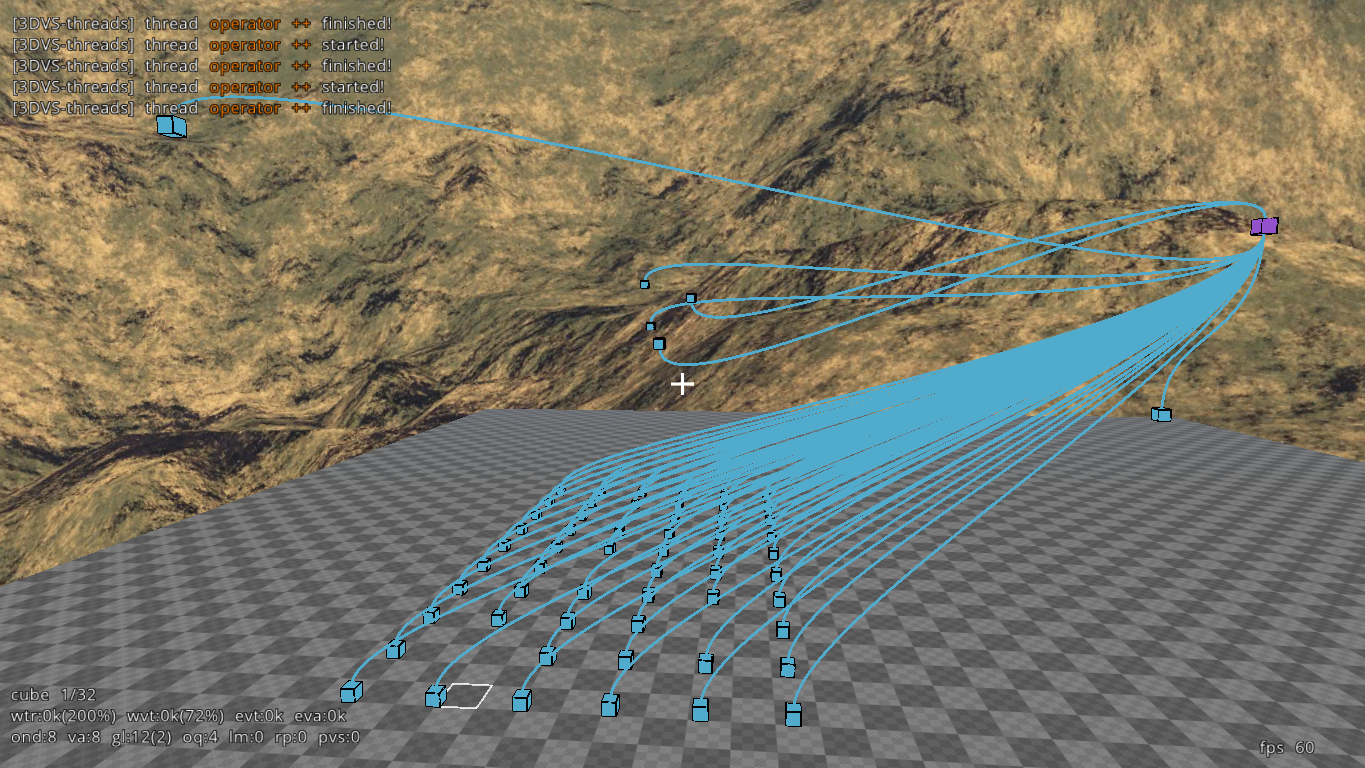 [3DVS-threads] thread operator ++ finished!
[3DVS-threads] thread operator ++ started!
[3DVS-threads] thread operator ++ finished!
[3DVS-threads] thread operator ++ started!
[3DVS-threads] thread operator ++ finished!
cube 1/32
wtr:0k(200%) wvt:0k(72%) evt:0k eva:0k
ond:8 va:8 gl:12(2) oq:4 lm:0 rp:0 pvs:0
fps 60